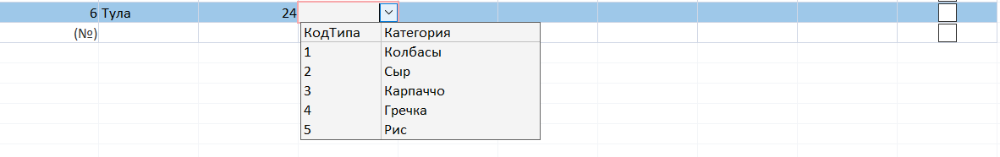 6 Тула 24
(№)
КодТипа Категория
1 Колбасы
2 Сыр
3 Карпаччо
4 Гречка
5 Рис